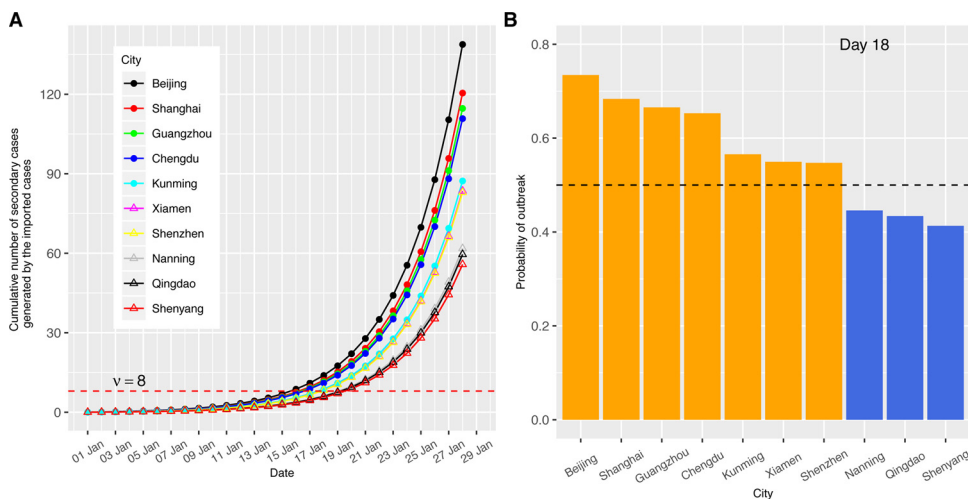 A
Cumulative number of secondary cases
generated by the imported cases
120
90
60
30
0
City
Beijing
Shanghai
Guangzhou
Chengdu
Kunming
Xiamen
Shenzhen
Nanning
Qingdao
Shenyang
ν = 8
01 Jan
03 Jan
05 Jan
07 Jan
09 Jan
11 Jan
13 Jan
15 Jan
17 Jan
19 Jan
21 Jan
23 Jan
25 Jan
27 Jan
29 Jan
Date
B
Day 18
Probability of outbreak
0.8
0.6
0.4
0.2
0.0
Beijing
Shanghai
Guangzhou
Chengdu
Kunming
Xiamen
Shenzhen
Nanning
Qingdao
Shenyang
City